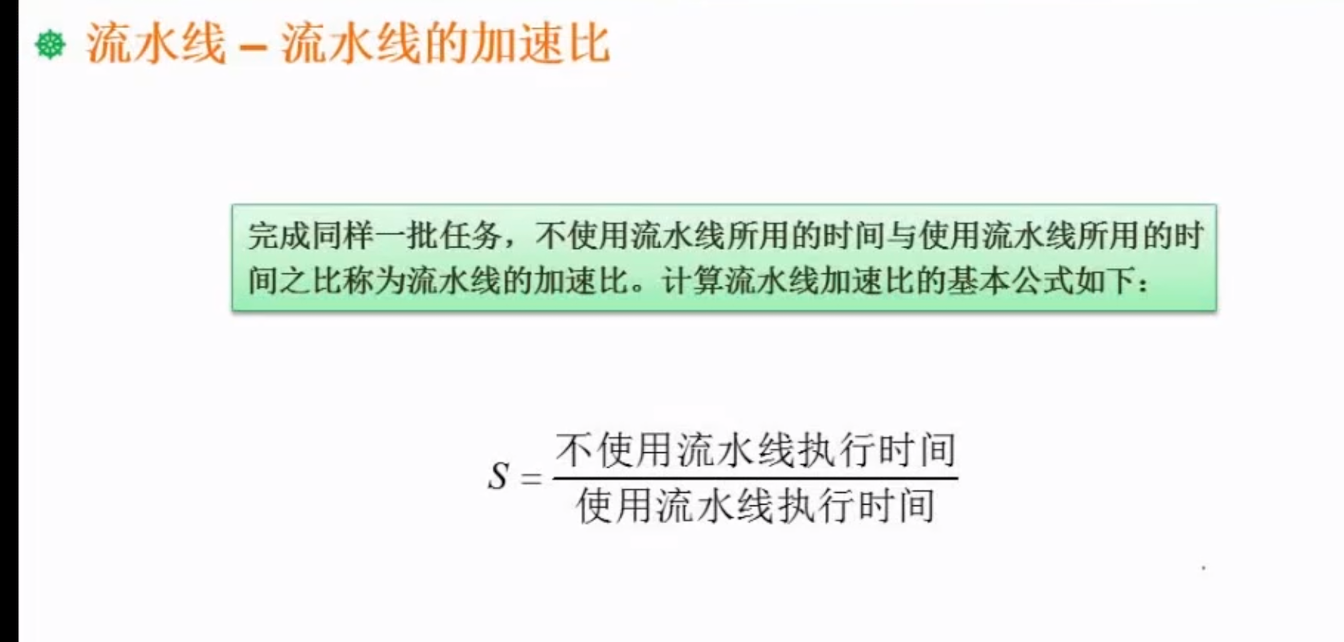 流水线 – 流水线的加速比
完成同样一批任务，不使用流水线所用的时间与使用流水线所用的时
间之比称为流水线的加速比。计算流水线加速比的基本公式如下：
S = 不使用流水线执行时间
使用流水线执行时间